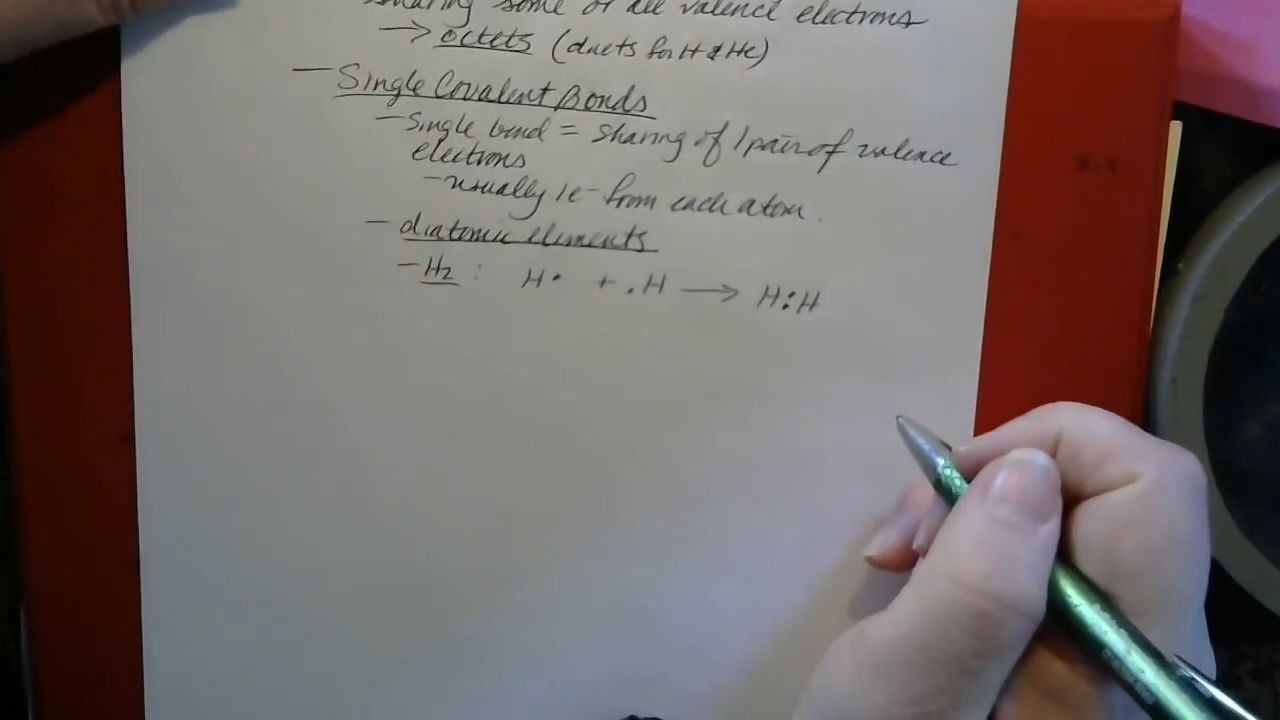 sharing some or all valence electrons
→ octets (duets for H & He)
— Single Covalent Bonds
– Single bond = sharing of 1 pair of valence
electrons
– usually 1e⁻ from each atom.
– diatomic elements
– H₂ : H• + .H → H:H